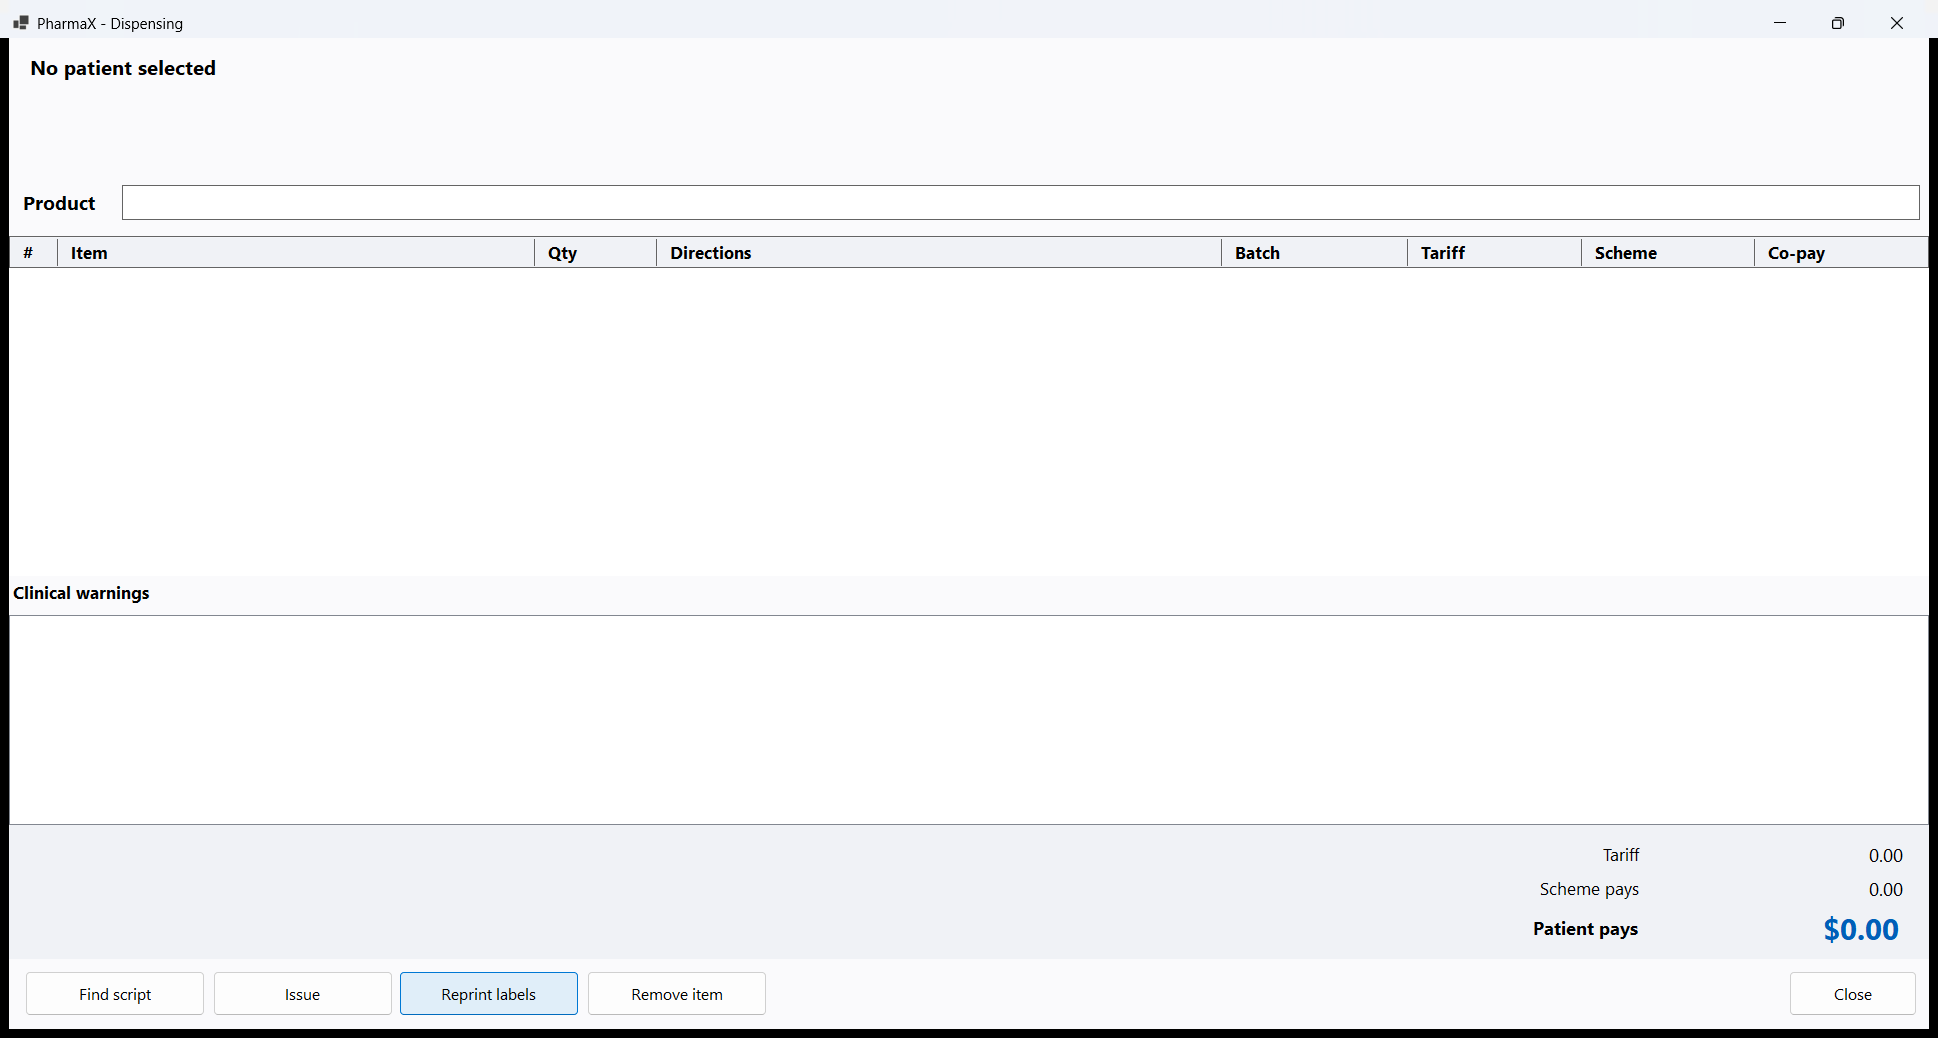 PharmaX - Dispensing
No patient selected
Product
# Item Qty Directions Batch Tariff Scheme Co-pay
Clinical warnings
Tariff 0.00
Scheme pays 0.00
Patient pays $0.00
Find script Issue Reprint labels Remove item Close